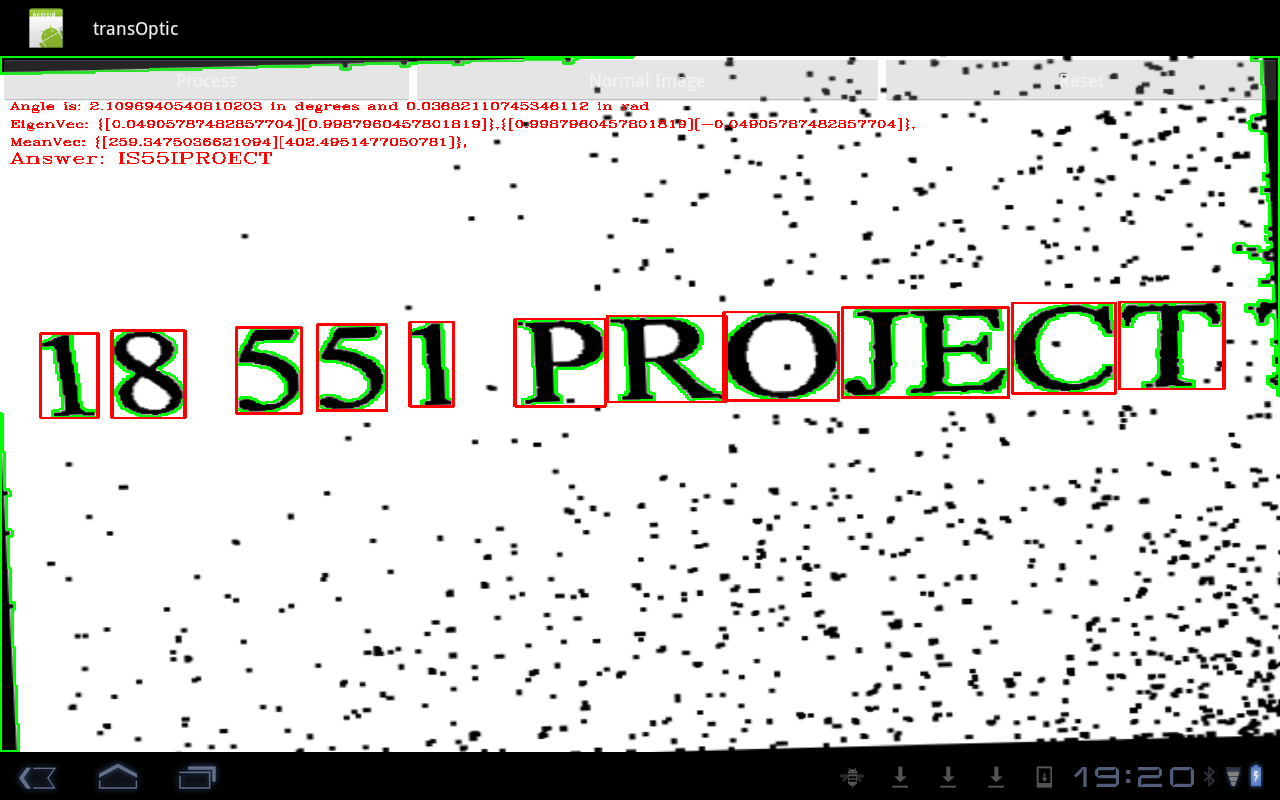 transOptic
Process Normal Image Reset
Angle is: 2.1096940540810203 in degrees and 0.03682110745346112 in rad
EigenVec: {[0.04905787482857704][0.9987960457801819]},{[0.9987960457801819][-0.04905787482857704]},
MeanVec: {[259.3475036621094][402.4951477050781]},
Answer: IS55IPROECT
18 551 PROJECT
19:20